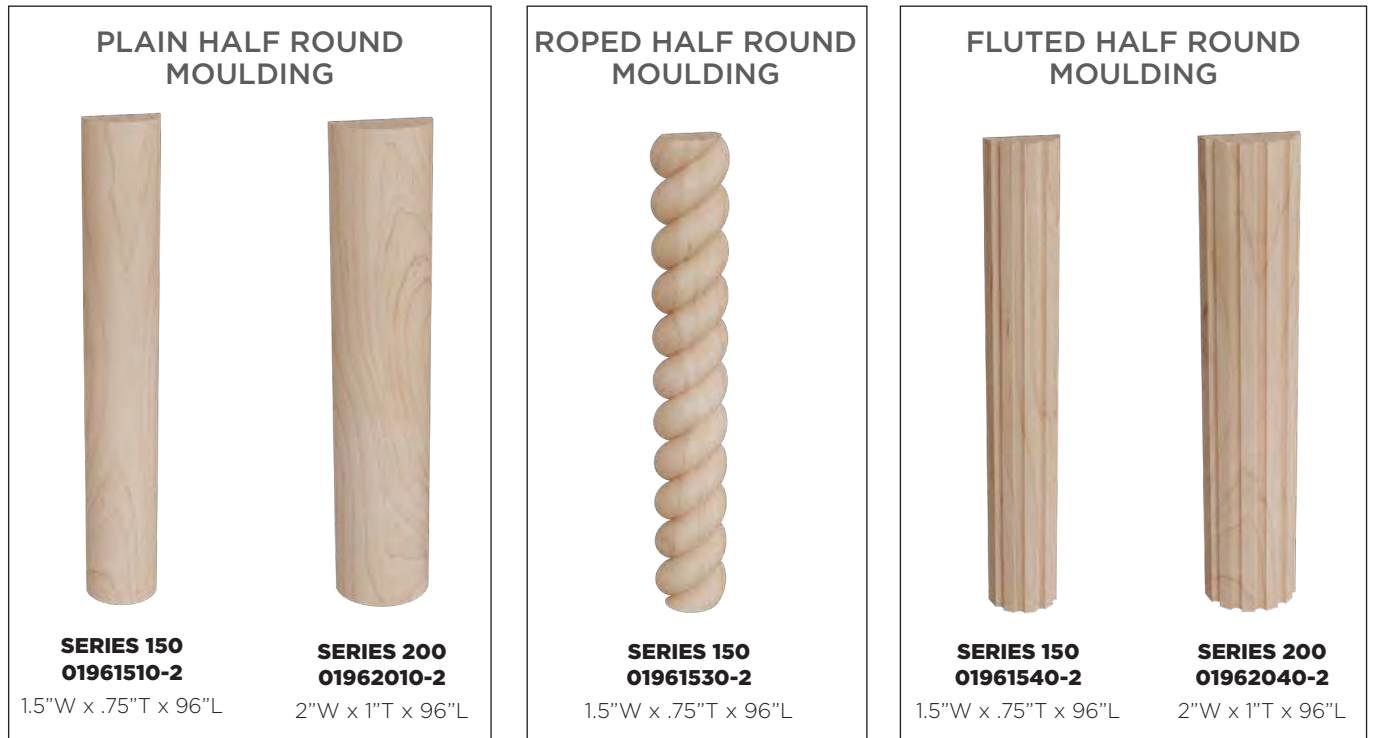 PLAIN HALF ROUND
MOULDING
SERIES 150
01961510-2
1.5”W x .75”T x 96”L
SERIES 200
01962010-2
2”W x 1”T x 96”L
ROPED HALF ROUND
MOULDING
SERIES 150
01961530-2
1.5”W x .75”T x 96”L
FLUTED HALF ROUND
MOULDING
SERIES 150
01961540-2
1.5”W x .75”T x 96”L
SERIES 200
01962040-2
2”W x 1”T x 96”L